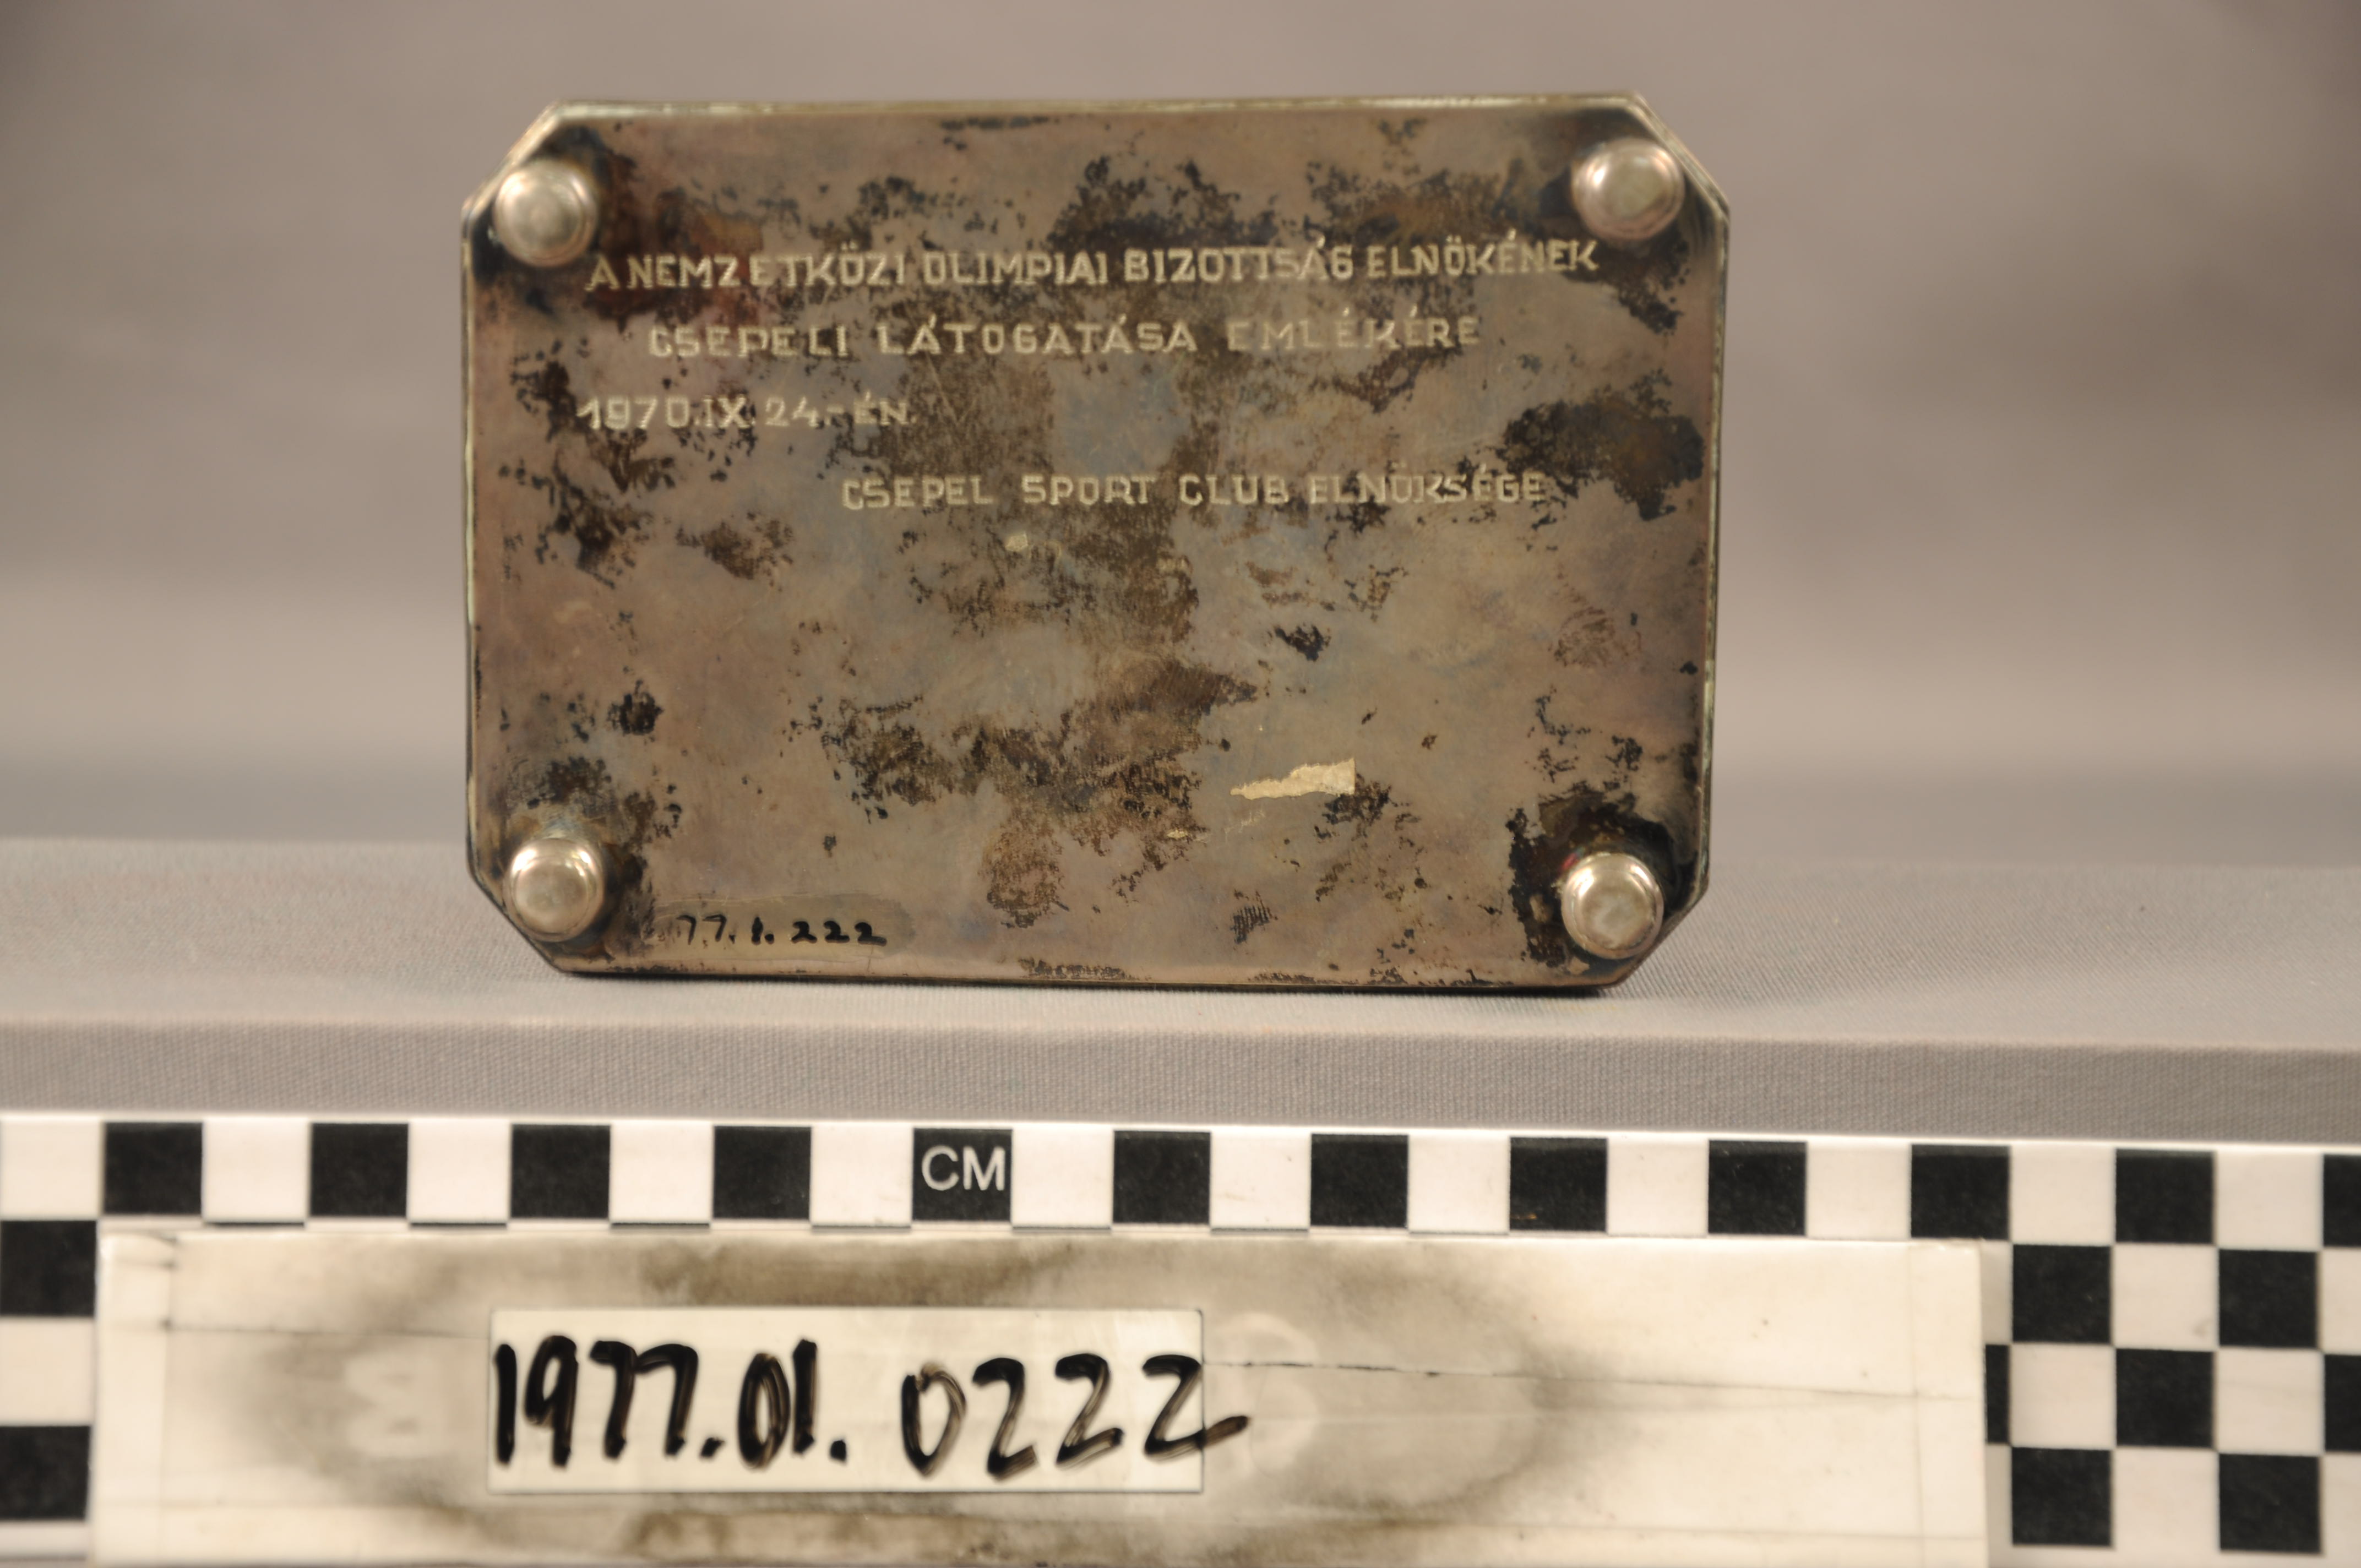 A NEMZETKÖZI OLIMPIAI BIZOTTSÁG ELNÖKÉNEK
CSEPELI LÁTOGATÁSA EMLÉKÉRE
1970.IX.24.-ÉN.
CSEPEL SPORT CLUB ELNÖKSÉGE
77.1.222
CM
1977.01.0222